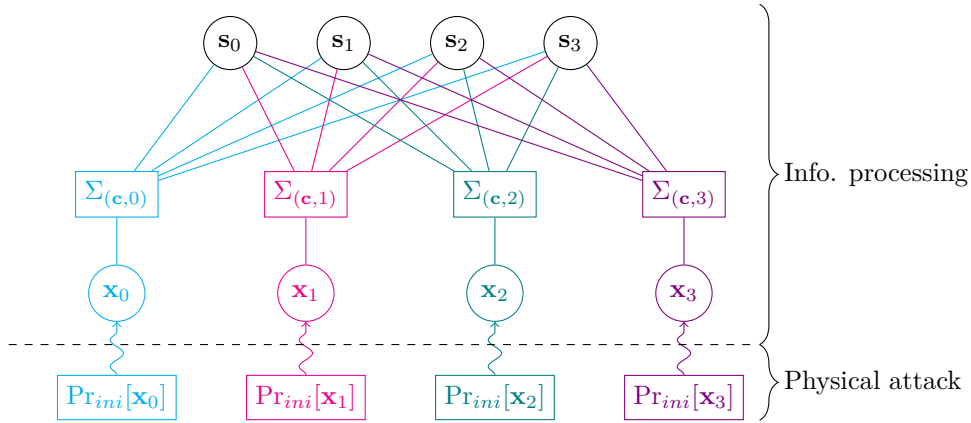 s₀ s₁ s₂ s₃
Info. processing
Σ₍c,0₎ Σ₍c,1₎ Σ₍c,2₎ Σ₍c,3₎
x₀ x₁ x₂ x₃
Physical attack
Pr_ini[x₀] Pr_ini[x₁] Pr_ini[x₂] Pr_ini[x₃]